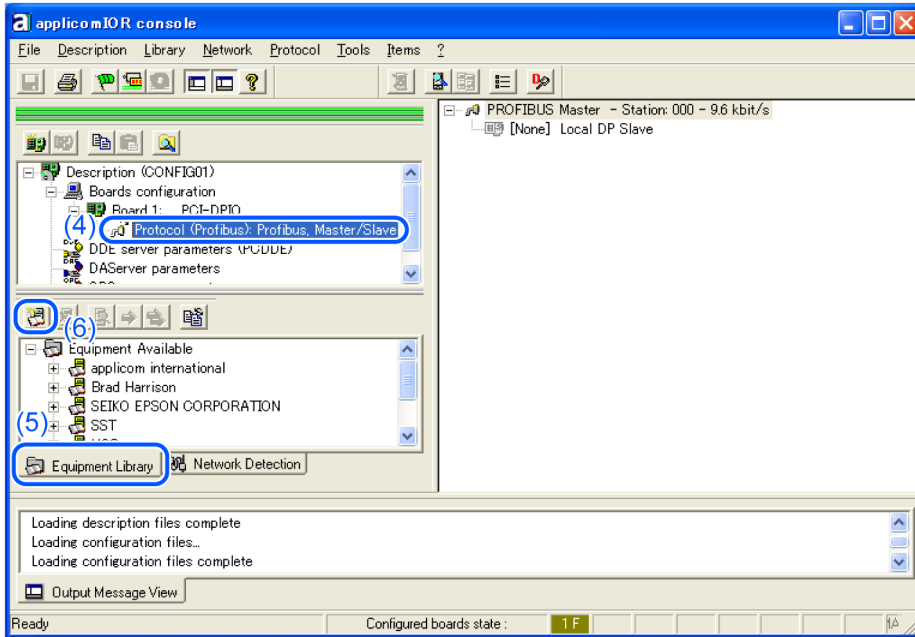 applicomIOR console
File Description Library Network Protocol Tools Items ?
PROFIBUS Master - Station: 000 - 9.6 kbit/s
[None] Local DP Slave
Description (CONFIG01)
Boards configuration
Board 1: PCI-DPIO
(4) Protocol (Profibus): Profibus, Master/Slave
DDE server parameters (PCDDE)
DAServer parameters
(6)
Equipment Available
applicom international
Brad Harrison
SEIKO EPSON CORPORATION
(5) SST
Equipment Library Network Detection
Loading description files complete
Loading configuration files...
Loading configuration files complete
Output Message View
Ready Configured boards state : 1 F